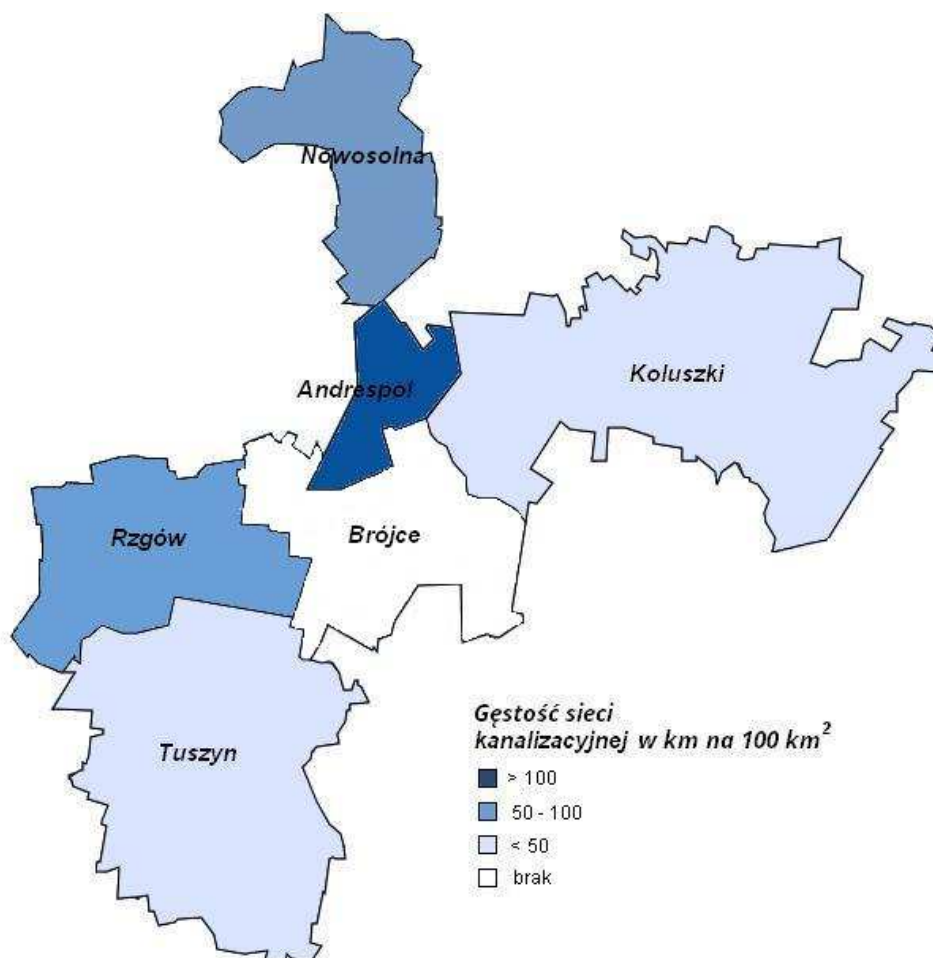 Nowosolna
Koluszki
Andrespol
Rzgów
Brójce
Tuszyn
Gęstość sieci
kanalizacyjnej w km na 100 km²
> 100
50 - 100
< 50
brak